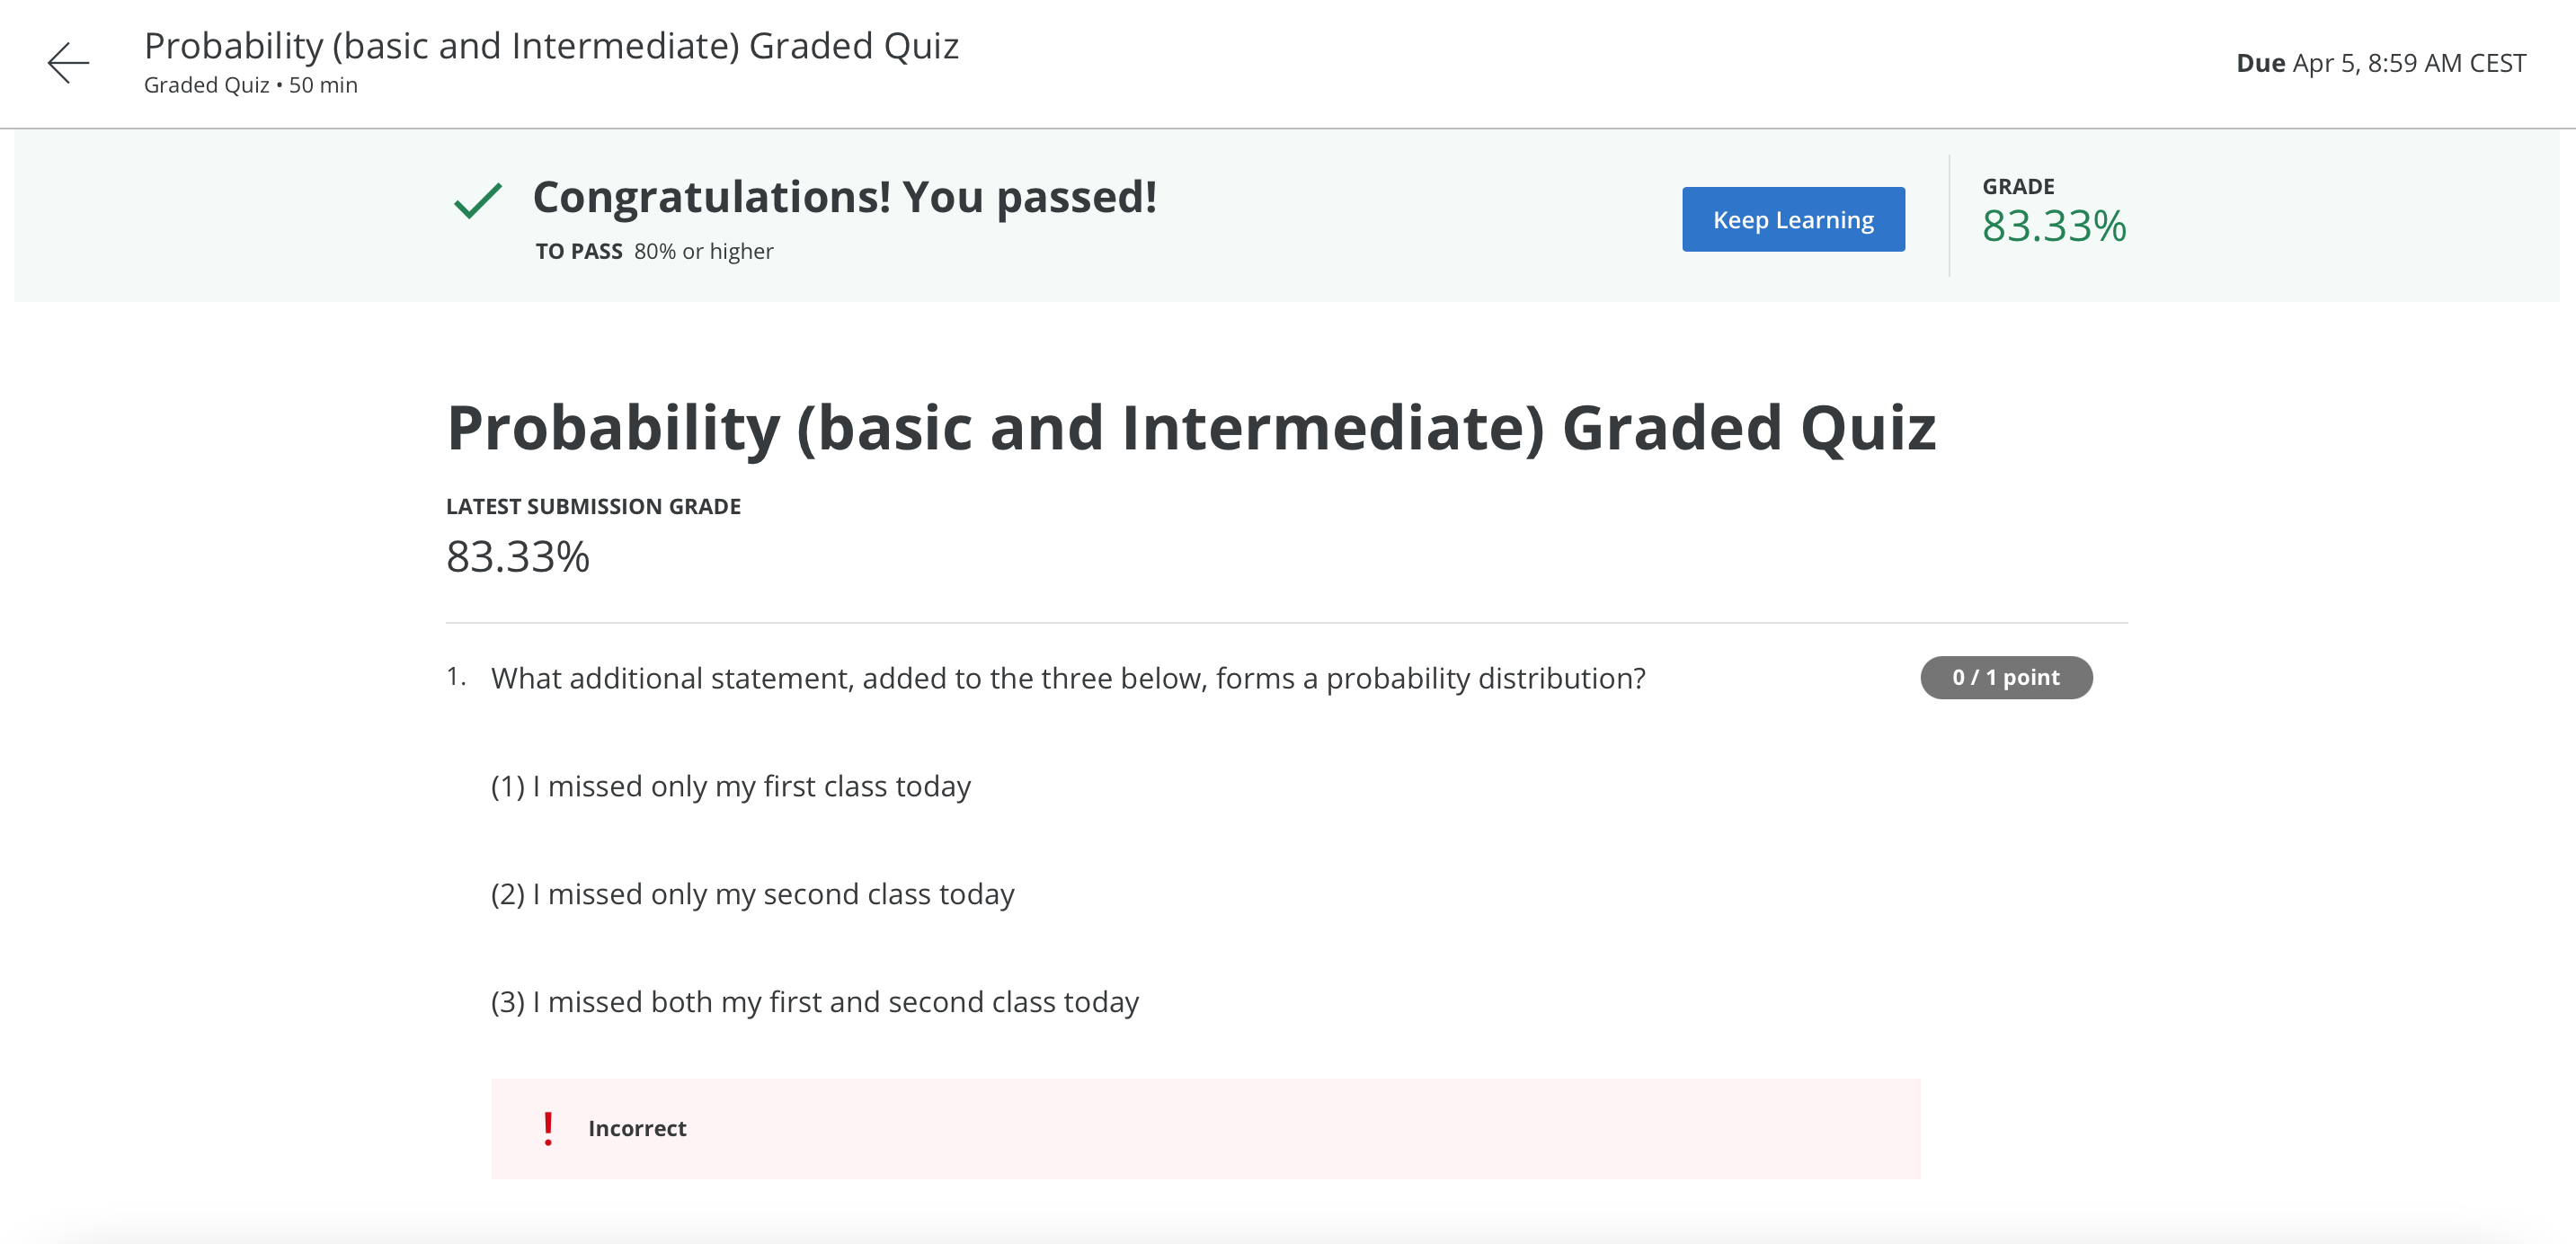 Probability (basic and Intermediate) Graded Quiz
Graded Quiz • 50 min
Due Apr 5, 8:59 AM CEST
Congratulations! You passed!
TO PASS 80% or higher
Keep Learning
GRADE
83.33%
Probability (basic and Intermediate) Graded Quiz
LATEST SUBMISSION GRADE
83.33%
1. What additional statement, added to the three below, forms a probability distribution?
0 / 1 point
(1) I missed only my first class today
(2) I missed only my second class today
(3) I missed both my first and second class today
! Incorrect